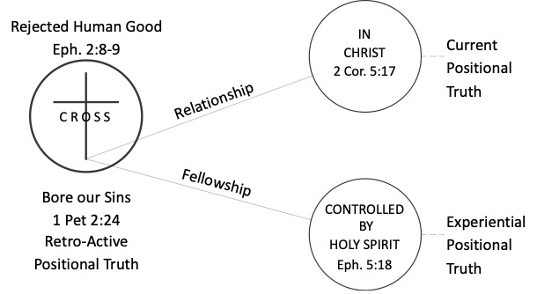 Rejected Human Good
Eph. 2:8-9
CROSS
Bore our Sins
1 Pet 2:24
Retro-Active
Positional Truth
Relationship
Fellowship
IN
CHRIST
2 Cor. 5:17
Current
Positional
Truth
CONTROLLED
BY
HOLY SPIRIT
Eph. 5:18
Experiential
Positional
Truth